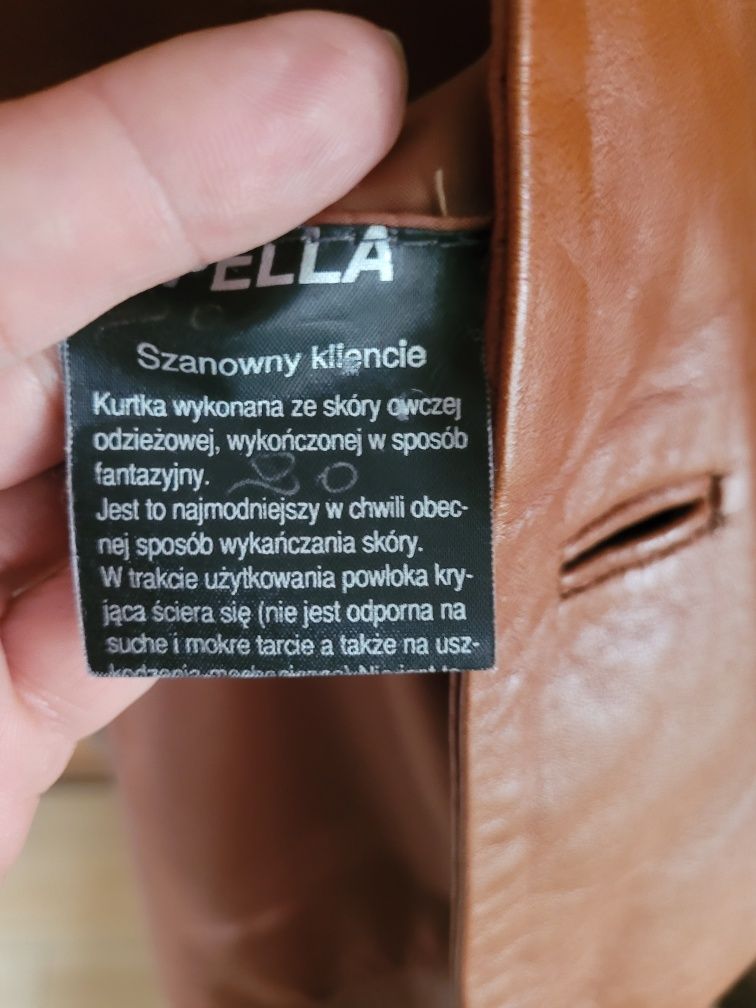 PELLA
Szanowny kliencie
Kurtka wykonana ze skóry owczej
odzieżowej, wykończonej w sposób
fantazyjny.
80
Jest to najmodniejszy w chwili obec-
nej sposób wykańczania skóry.
W trakcie użytkowania powłoka kry-
jąca ściera się (nie jest odporna na
suche i mokre tarcie a także na usz-